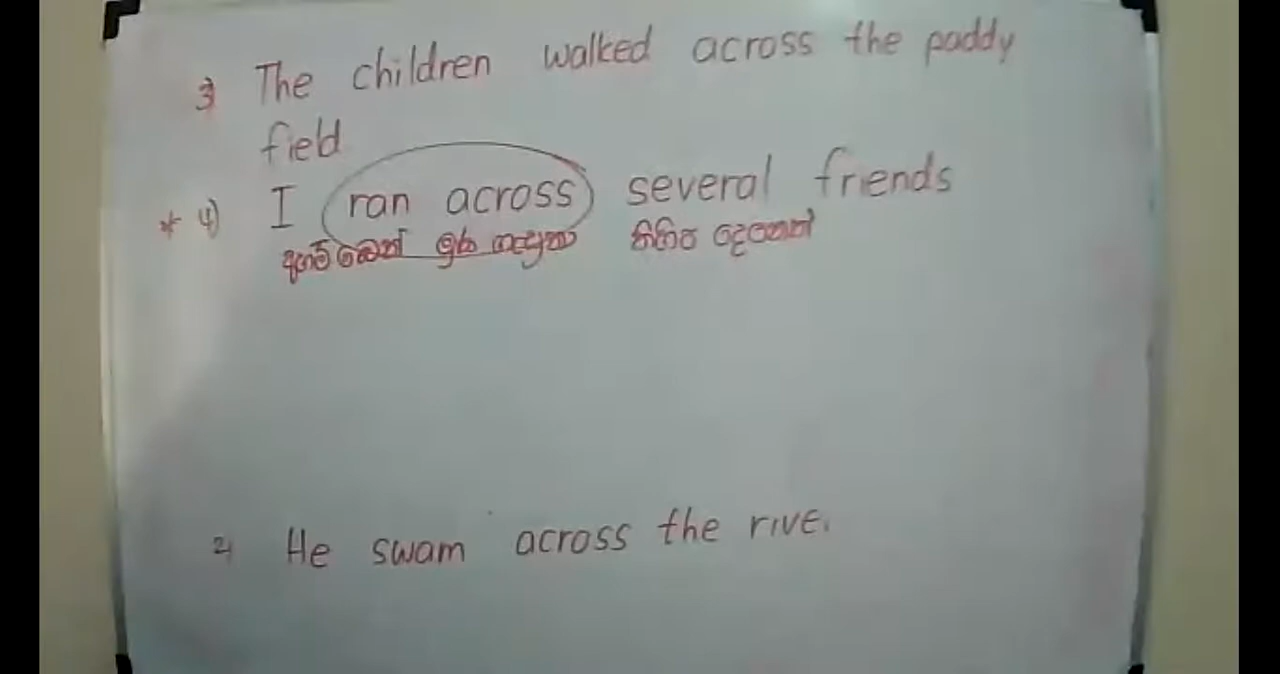 3 The children walked across the paddy
field
* 4) I ran across several friends
අහම්බෙන් කිහිප දෙනෙක්
2 He swam across the rive